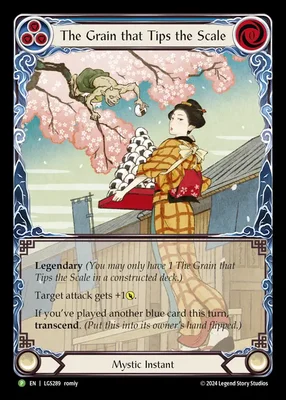 The Grain that Tips the Scale
Legendary (You may only have 1 The Grain that
Tips the Scale in a constructed deck.)
Target attack gets +1
If you've played another blue card this turn,
transcend. (Put this into its owner's hand flipped.)
Mystic Instant
P EN | LGS289 romly
© 2024 Legend Story Studios